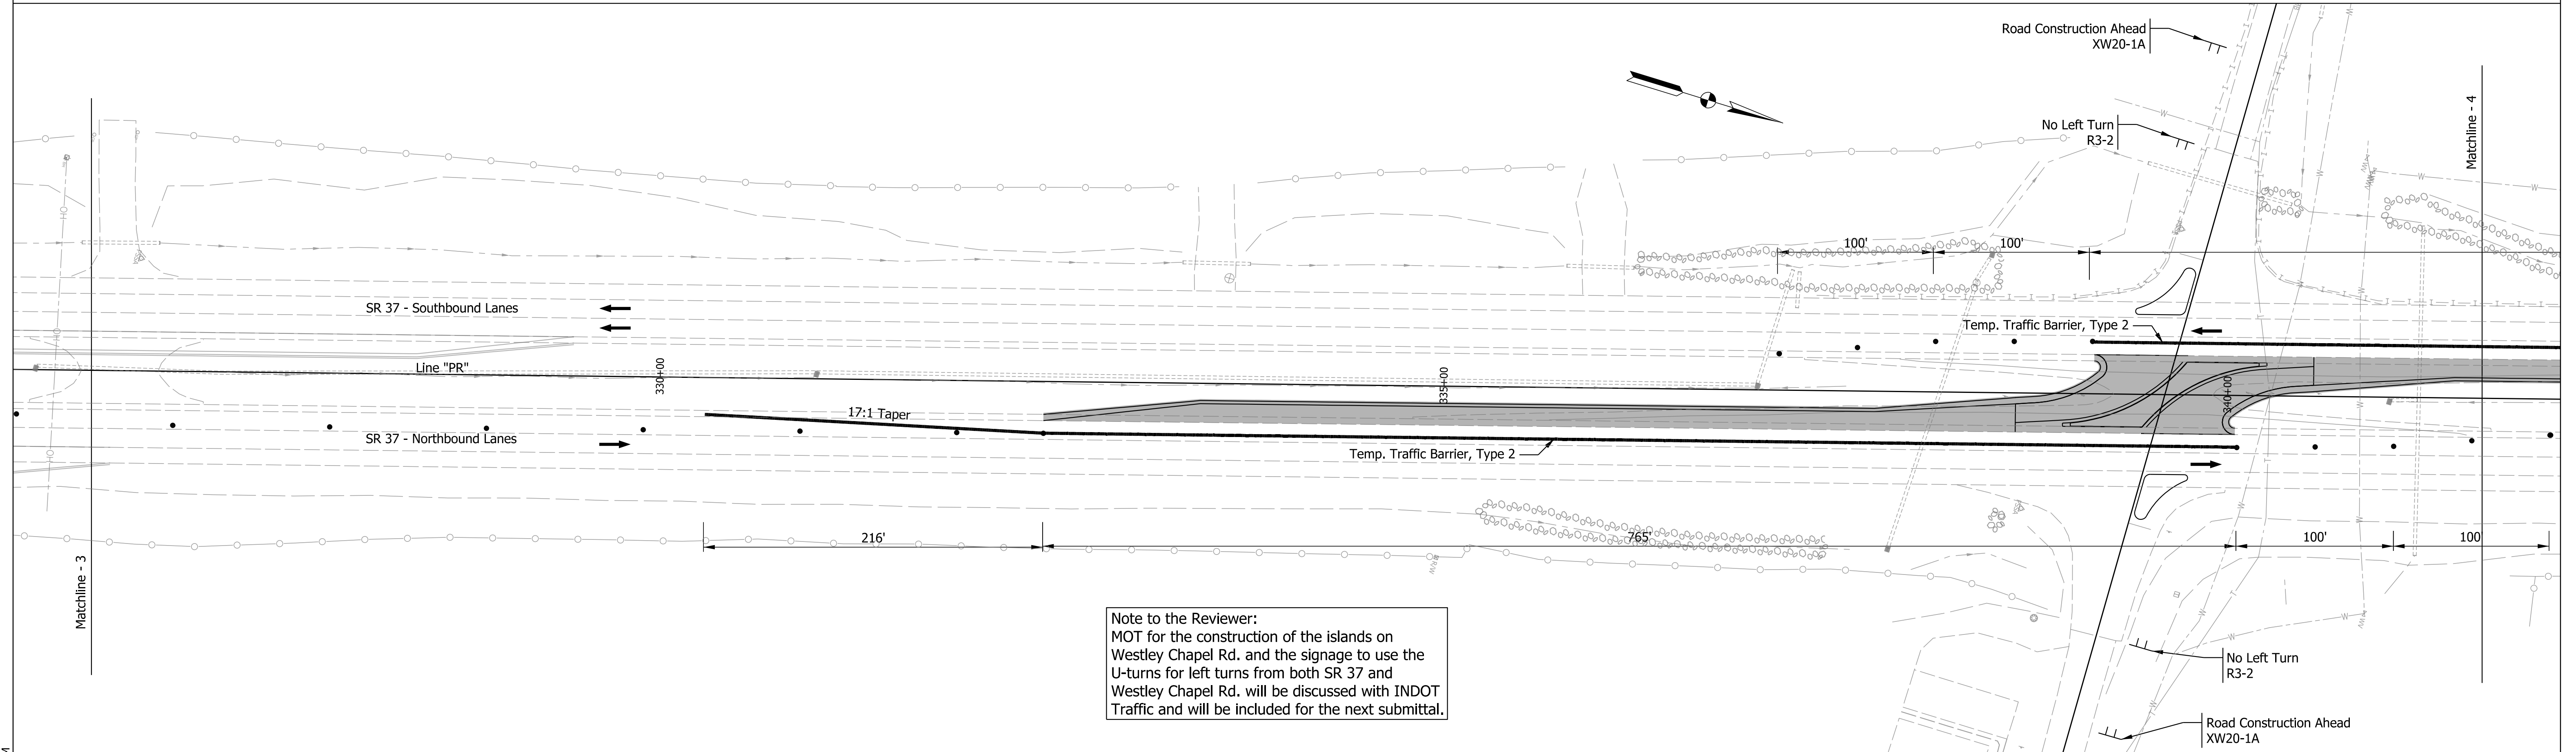 Road Construction Ahead
XW20-1A
No Left Turn
R3-2
Matchline - 4
100'
100'
SR 37 - Southbound Lanes
Temp. Traffic Barrier, Type 2
Line "PR"
330+00
335+00
340+00
17:1 Taper
SR 37 - Northbound Lanes
Temp. Traffic Barrier, Type 2
216'
765'
100'
100
Matchline - 3
R/W
Note to the Reviewer:
MOT for the construction of the islands on
Westley Chapel Rd. and the signage to use the
U-turns for left turns from both SR 37 and
Westley Chapel Rd. will be discussed with INDOT
Traffic and will be included for the next submittal.
No Left Turn
R3-2
Road Construction Ahead
XW20-1A